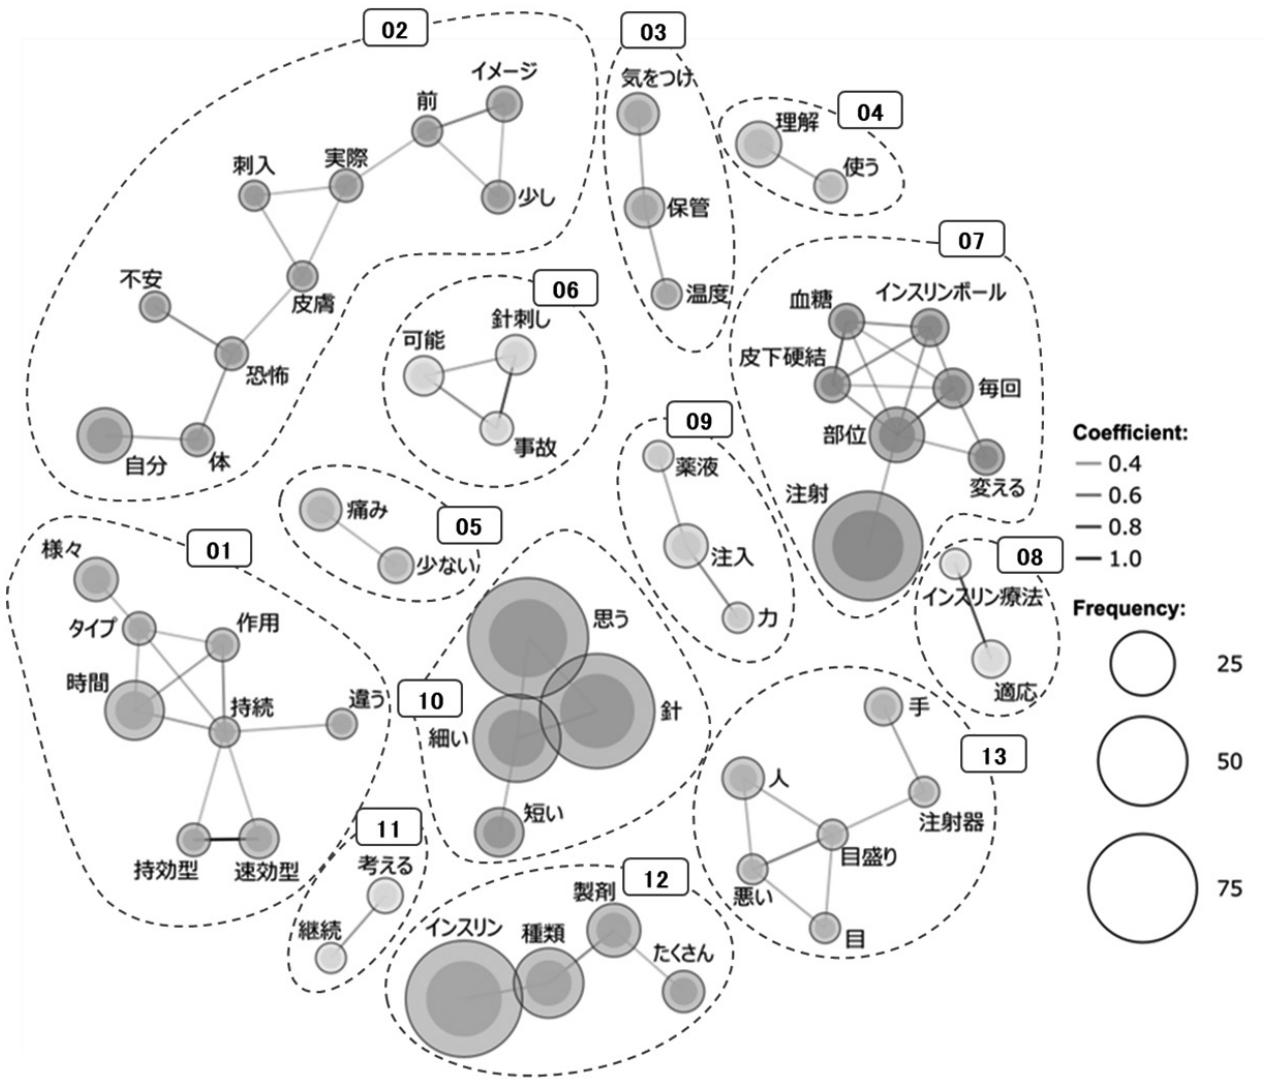 02
イメージ
前
刺入
実際
少し
不安
皮膚
恐怖
自分
体
03
気をつけ
保管
温度
04
理解
使う
06
針刺し
可能
事故
07
血糖
インスリンボール
皮下硬結
毎回
部位
変える
注射
09
薬液
注入
力
05
痛み
少ない
01
様々
タイプ
作用
時間
持続
違う
持効型
速効型
10
思う
針
細い
短い
08
インスリン療法
適応
13
手
人
注射器
目盛り
悪い
目
11
考える
継続
12
製剤
インスリン
種類
たくさん
Coefficient:
0.4
0.6
0.8
1.0
Frequency:
25
50
75